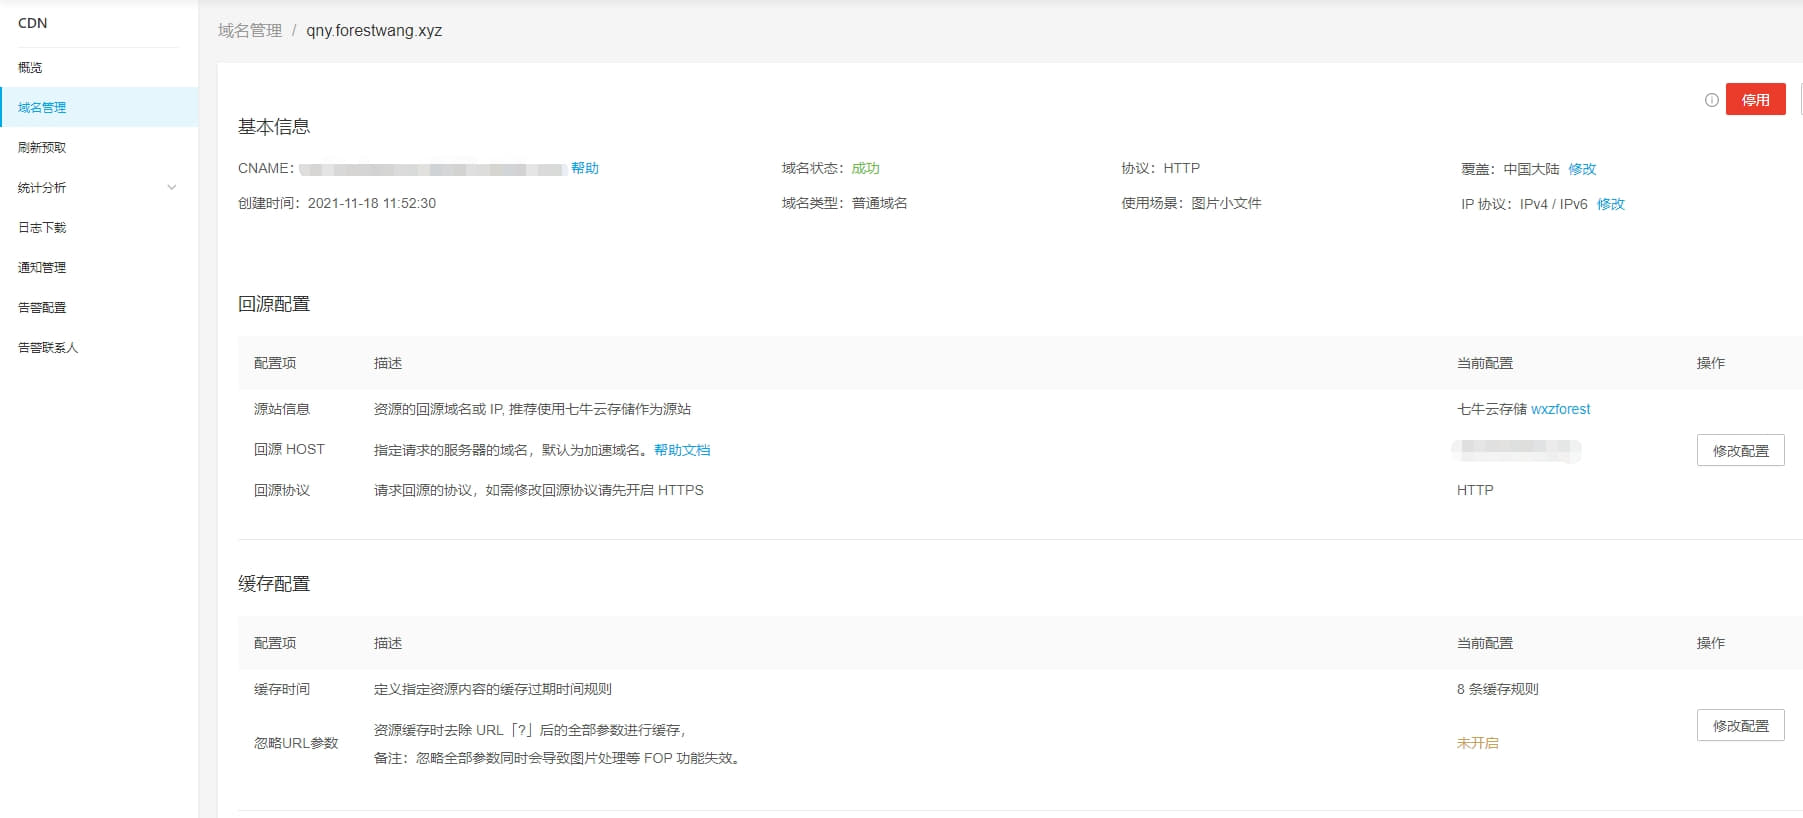 CDN
概览
域名管理
刷新预取
统计分析
日志下载
通知管理
告警配置
告警联系人
域名管理 / qny.forestwang.xyz
停用
基本信息
CNAME： 帮助 域名状态：成功 协议：HTTP 覆盖：中国大陆 修改
创建时间：2021-11-18 11:52:30 域名类型：普通域名 使用场景：图片小文件 IP 协议：IPv4 / IPv6 修改
回源配置
配置项 描述 当前配置 操作
源站信息 资源的回源域名或 IP, 推荐使用七牛云存储作为源站 七牛云存储 wxzforest
回源 HOST 指定请求的服务器的域名，默认为加速域名。帮助文档 修改配置
回源协议 请求回源的协议，如需修改回源协议请先开启 HTTPS HTTP
缓存配置
配置项 描述 当前配置 操作
缓存时间 定义指定资源内容的缓存过期时间规则 8 条缓存规则
忽略URL参数 资源缓存时去除 URL「?」后的全部参数进行缓存，
备注：忽略全部参数同时会导致图片处理等 FOP 功能失效。 未开启 修改配置